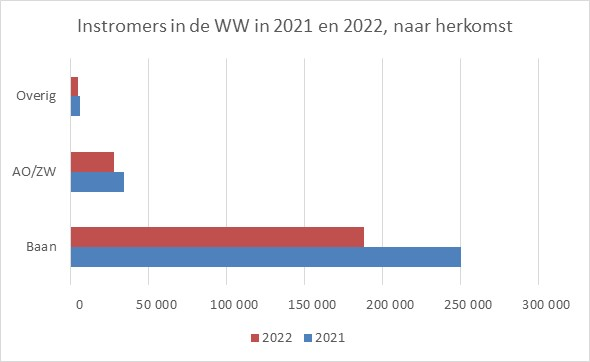 Instromers in de WW in 2021 en 2022, naar herkomst
Overig
AO/ZW
Baan
0 50 000 100 000 150 000 200 000 250 000 300 000
2022 2021